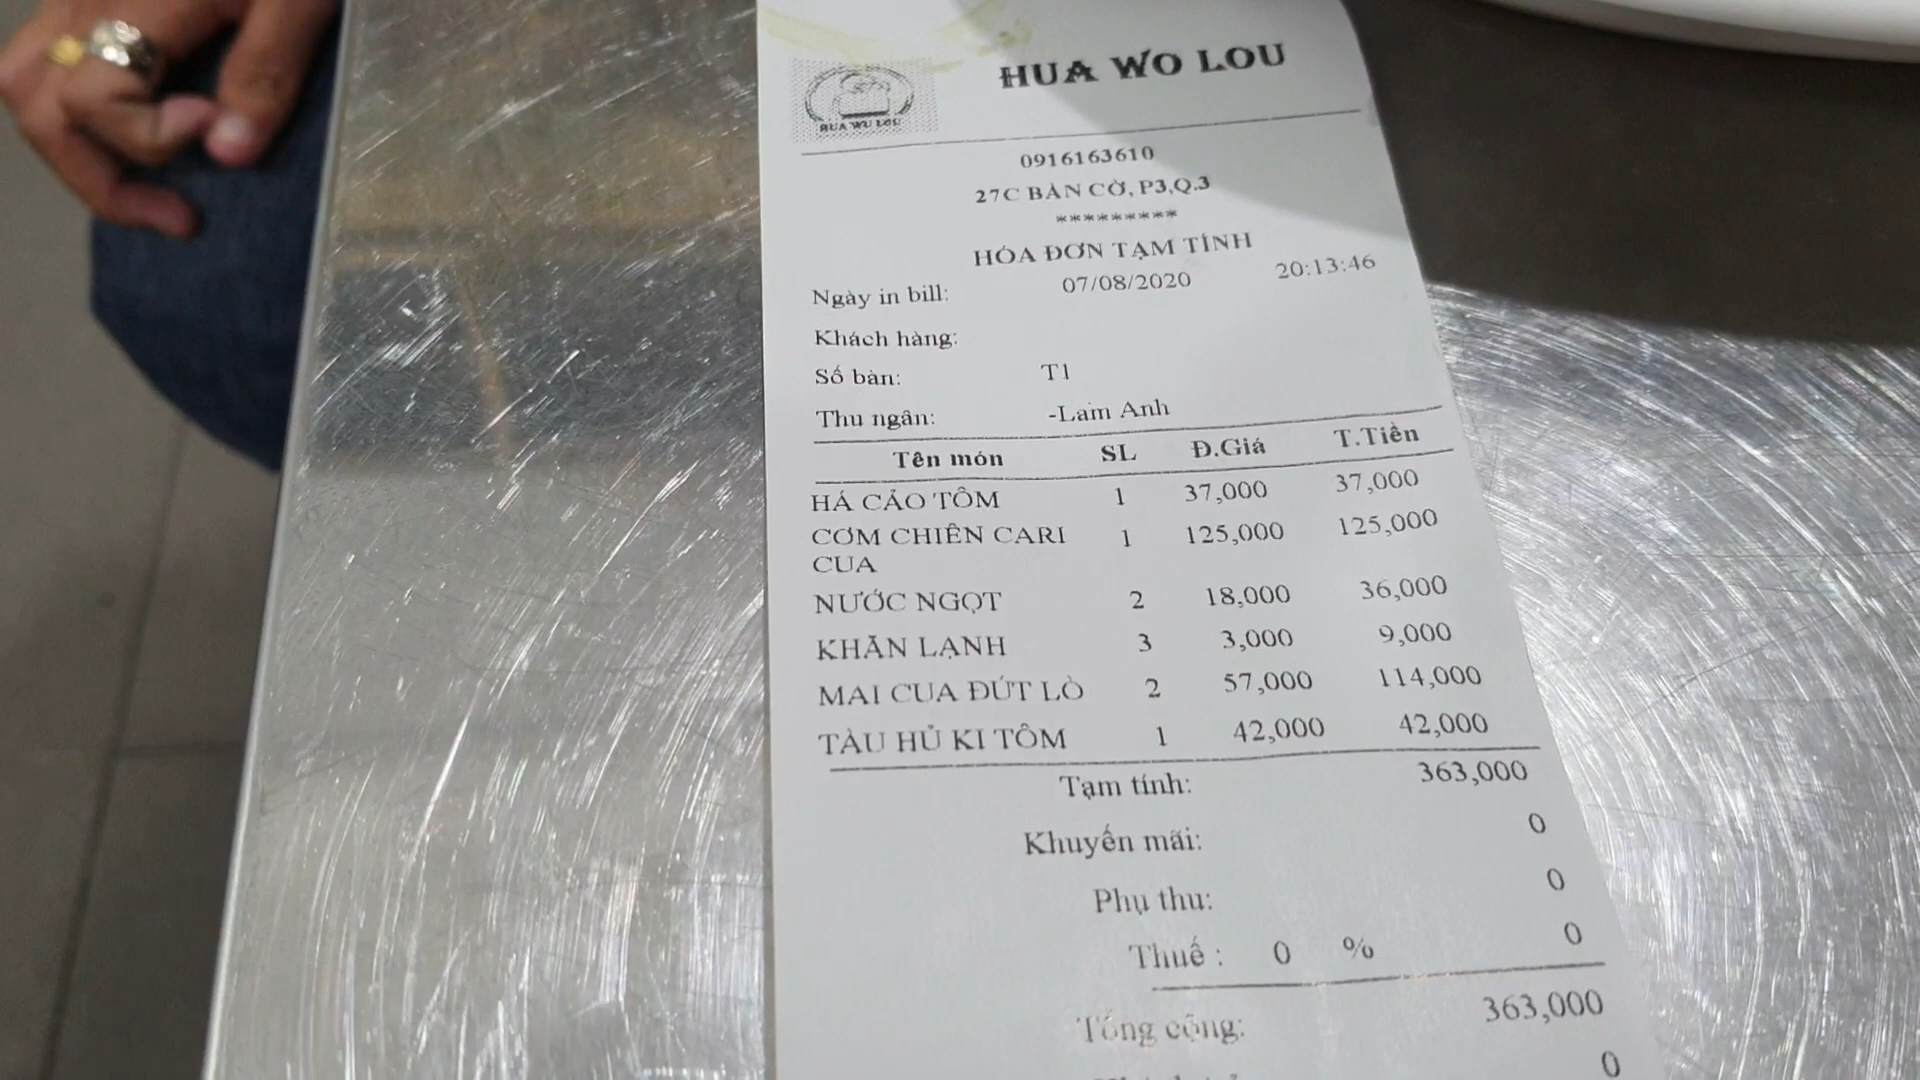 HUA WO LOU
HUA WU LOU
0916163610
27C BÀN CỜ, P3,Q.3
*********
HÓA ĐƠN TẠM TÍNH
Ngày in bill: 07/08/2020 20:13:46
Khách hàng:
Số bàn: T1
Thu ngân: -Lam Anh
Tên món SL Đ.Giá T.Tiền
HÁ CẢO TÔM 1 37,000 37,000
CƠM CHIÊN CARI 1 125,000 125,000
CUA
NƯỚC NGỌT 2 18,000 36,000
KHĂN LẠNH 3 3,000 9,000
MAI CUA ĐÚT LÒ 2 57,000 114,000
TÀU HỦ KI TÔM 1 42,000 42,000
Tạm tính: 363,000
Khuyến mãi: 0
Phụ thu: 0
Thuế : 0 % 0
Tổng cộng: 363,000
0